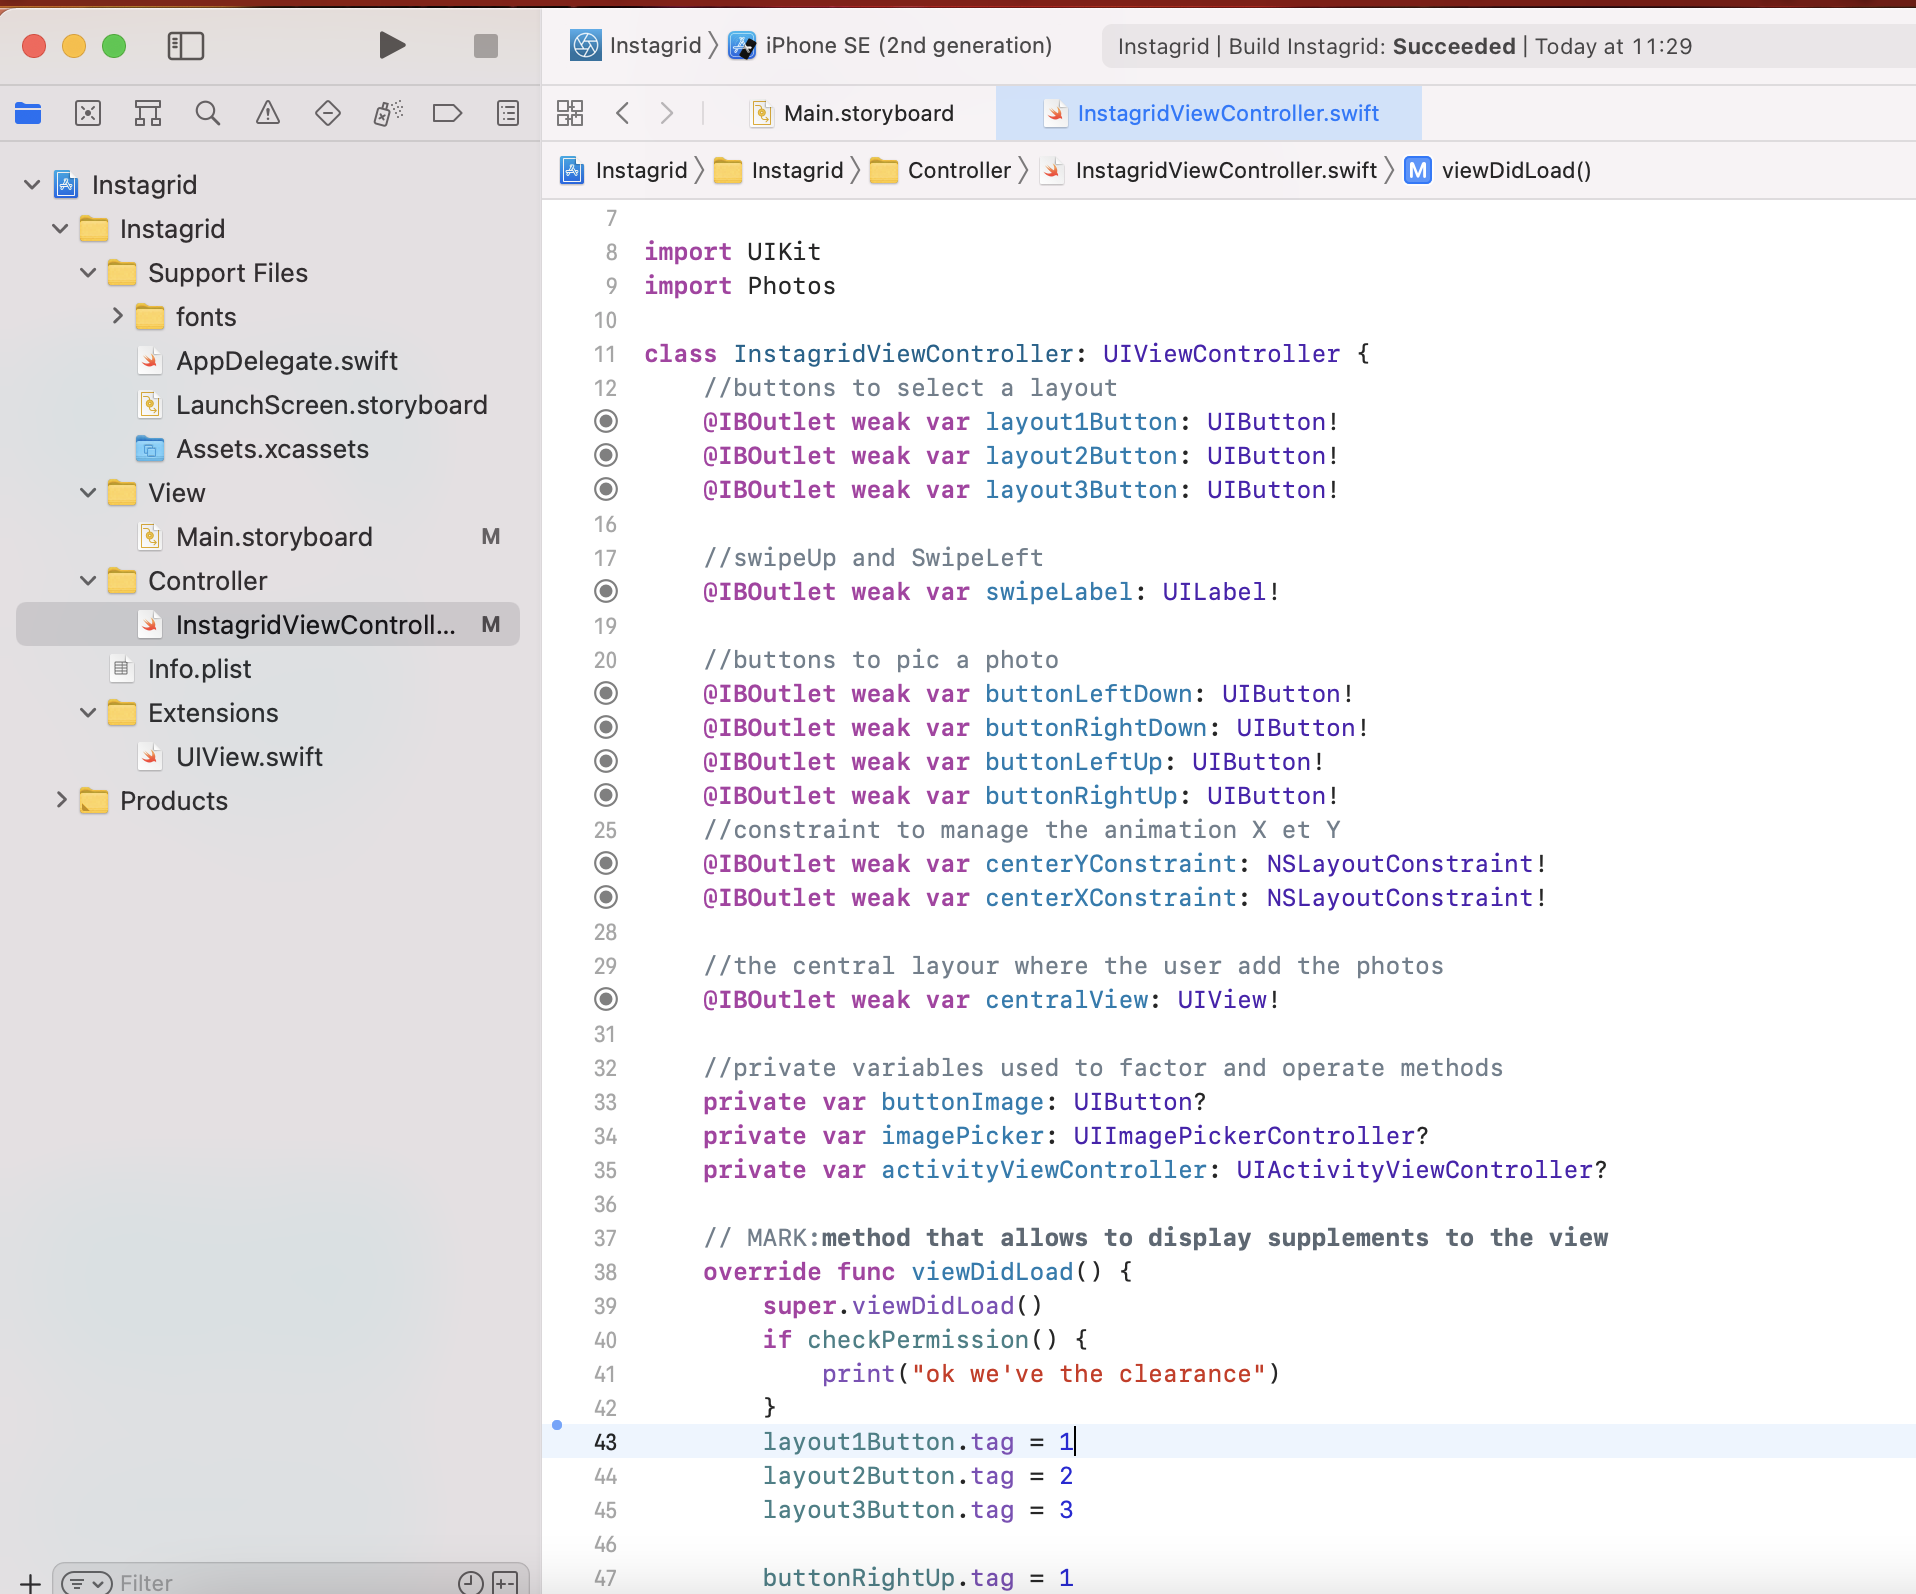 Instagrid
iPhone SE (2nd generation)
Instagrid | Build Instagrid: Succeeded | Today at 11:29
Main.storyboard
InstagridViewController.swift
Instagrid
Instagrid
Controller
InstagridViewController.swift
M viewDidLoad()
Instagrid
Instagrid
Support Files
fonts
AppDelegate.swift
LaunchScreen.storyboard
Assets.xcassets
View
Main.storyboard M
Controller
InstagridViewControll... M
Info.plist
Extensions
UIView.swift
Products
Filter
7
8 import UIKit
9 import Photos
10
11 class InstagridViewController: UIViewController {
12 //buttons to select a layout
@IBOutlet weak var layout1Button: UIButton!
@IBOutlet weak var layout2Button: UIButton!
@IBOutlet weak var layout3Button: UIButton!
16
17 //swipeUp and SwipeLeft
@IBOutlet weak var swipeLabel: UILabel!
19
20 //buttons to pic a photo
@IBOutlet weak var buttonLeftDown: UIButton!
@IBOutlet weak var buttonRightDown: UIButton!
@IBOutlet weak var buttonLeftUp: UIButton!
@IBOutlet weak var buttonRightUp: UIButton!
25 //constraint to manage the animation X et Y
@IBOutlet weak var centerYConstraint: NSLayoutConstraint!
@IBOutlet weak var centerXConstraint: NSLayoutConstraint!
28
29 //the central layour where the user add the photos
@IBOutlet weak var centralView: UIView!
31
32 //private variables used to factor and operate methods
33 private var buttonImage: UIButton?
34 private var imagePicker: UIImagePickerController?
35 private var activityViewController: UIActivityViewController?
36
37 // MARK:method that allows to display supplements to the view
38 override func viewDidLoad() {
39 super.viewDidLoad()
40 if checkPermission() {
41 print("ok we've the clearance")
42 }
43 layout1Button.tag = 1
44 layout2Button.tag = 2
45 layout3Button.tag = 3
46
47 buttonRightUp.tag = 1